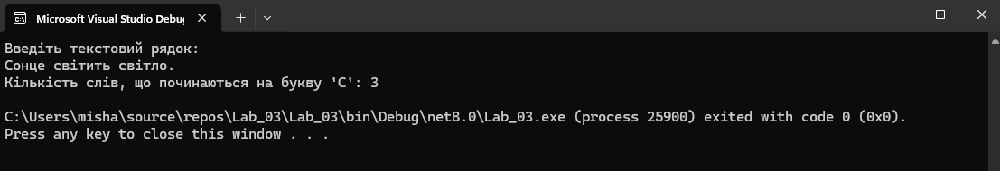 Microsoft Visual Studio Debug
Введіть текстовий рядок:
Сонце світить світло.
Кількість слів, що починаються на букву 'С': 3
C:\Users\misha\source\repos\Lab_03\Lab_03\bin\Debug\net8.0\Lab_03.exe (process 25900) exited with code 0 (0x0).
Press any key to close this window . . .